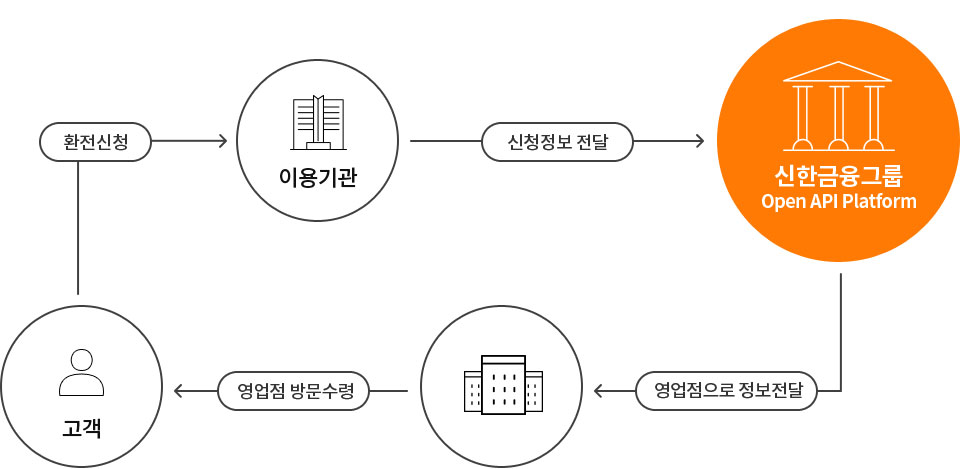 환전신청
이용기관
신청정보 전달
신한금융그룹
Open API Platform
영업점으로 정보전달
영업점 방문수령
고객